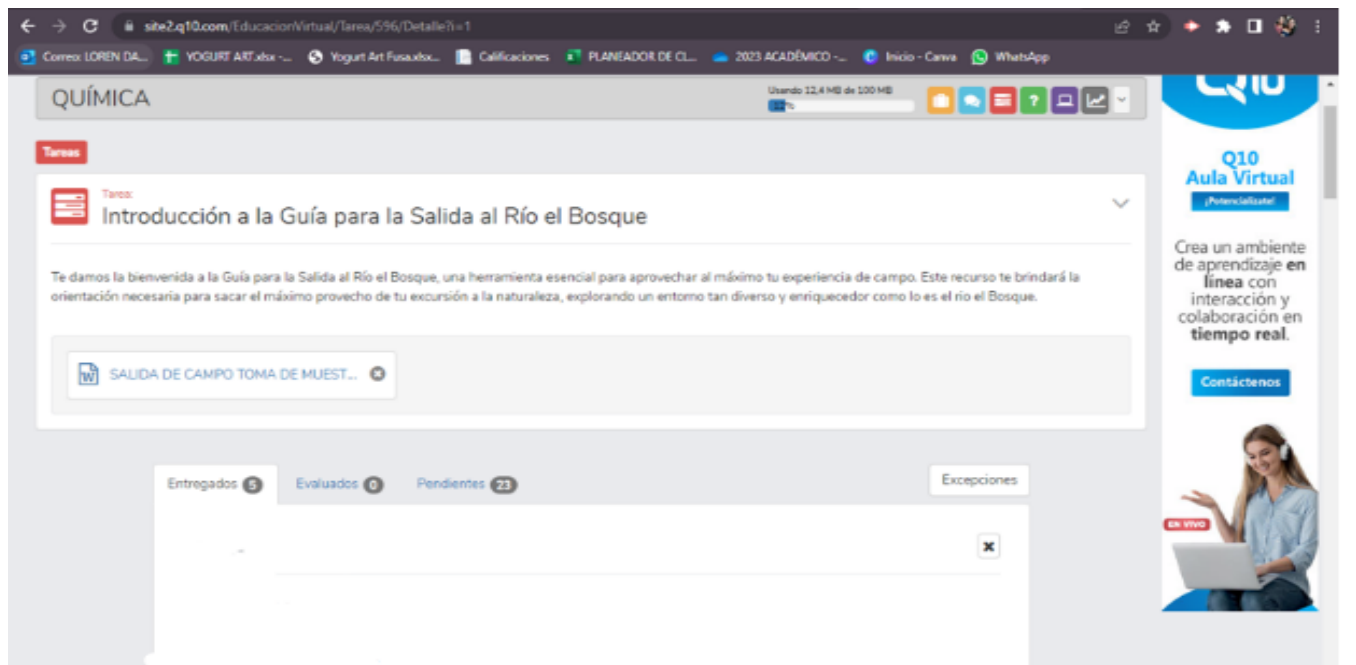 site2.q10.com/EducacionVirtual/Tarea/596/Detalle?i=1
Correo: LOREN DA... YOGURT ART.xlsx -... Yogurt Art Fusa.xlsx... Calificaciones PLANEADOR DE CL... 2023 ACADÉMICO -... Inicio - Canva WhatsApp
QUÍMICA
Usando 12,4 MB de 100 MB
12%
Tareas
Tarea:
Introducción a la Guía para la Salida al Río el Bosque
Te damos la bienvenida a la Guía para la Salida al Río el Bosque, una herramienta esencial para aprovechar al máximo tu experiencia de campo. Este recurso te brindará la
orientación necesaria para sacar el máximo provecho de tu excursión a la naturaleza, explorando un entorno tan diverso y enriquecedor como lo es el rio el Bosque.
SALIDA DE CAMPO TOMA DE MUEST...
Entregados 5 Evaluados 0 Pendientes 23 Excepciones
Q10
Q10
Aula Virtual
¡Potencialízate!
Crea un ambiente
de aprendizaje en
línea con
interacción y
colaboración en
tiempo real.
Contáctenos
EN VIVO